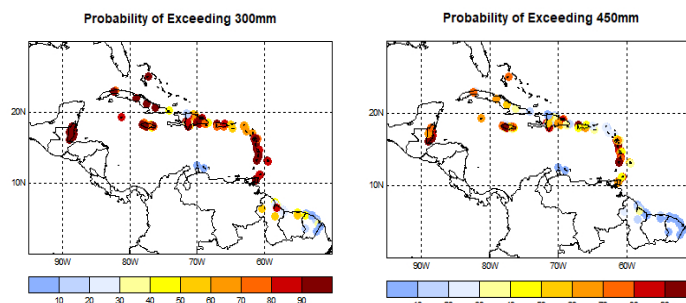 Probability of Exceeding 300mm
Probability of Exceeding 450mm
20N
10N
90W 80W 70W 60W
10 20 30 40 50 60 70 80 90
20N
10N
90W 80W 70W 60W